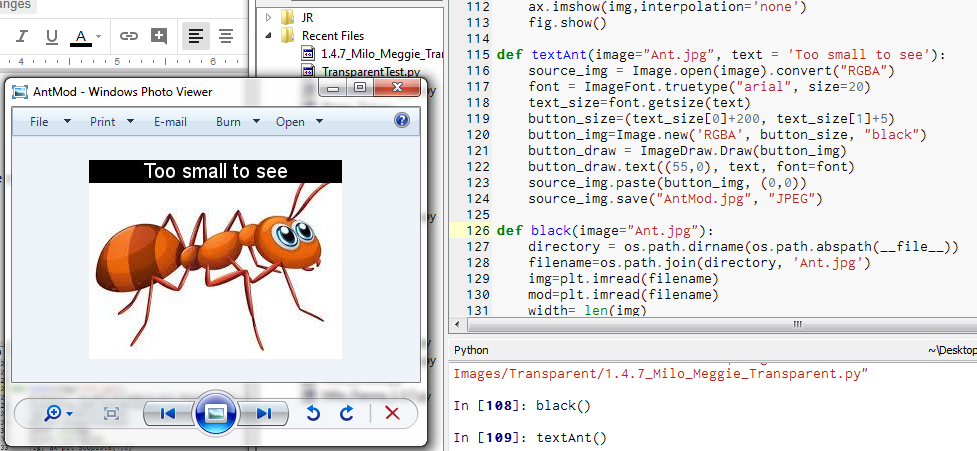 anges
I U A
4 5 6
JR
Recent Files
1.4.7_Milo_Meggie_Tra
TransparentTest.py
AntMod - Windows Photo Viewer
File Print E-mail Burn Open
Too small to see
112 ax.imshow(img,interpolation='none')
113 fig.show()
114
115 def textAnt(image="Ant.jpg", text = 'Too small to see'):
116 source_img = Image.open(image).convert("RGBA")
117 font = ImageFont.truetype("arial", size=20)
118 text_size=font.getsize(text)
119 button_size=(text_size[0]+200, text_size[1]+5)
120 button_img=Image.new('RGBA', button_size, "black")
121 button_draw = ImageDraw.Draw(button_img)
122 button_draw.text((55,0), text, font=font)
123 source_img.paste(button_img, (0,0))
124 source_img.save("AntMod.jpg", "JPEG")
125
126 def black(image="Ant.jpg"):
127 directory = os.path.dirname(os.path.abspath(__file__))
128 filename=os.path.join(directory, 'Ant.jpg')
129 img=plt.imread(filename)
130 mod=plt.imread(filename)
131 width= len(img)
Python ~\Desktop
Images/Transparent/1.4.7_Milo_Meggie_Transparent.py"
In [108]: black()
In [109]: textAnt()